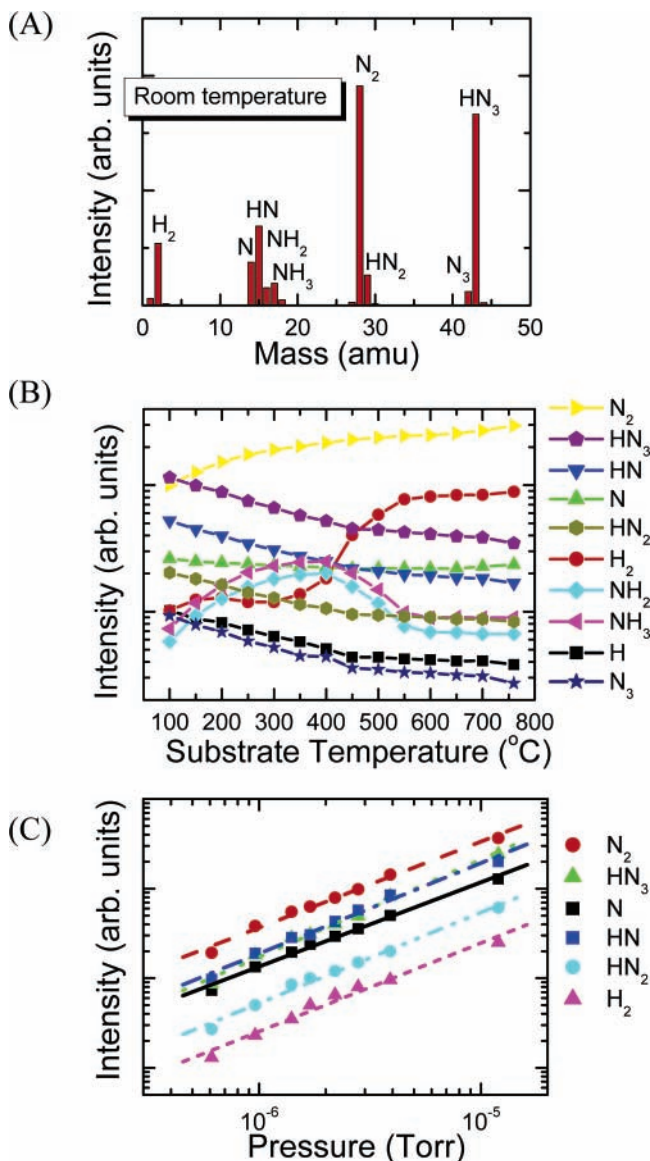 (A)
Intensity (arb. units)
Room temperature
H₂
N
HN
NH₂
NH₃
N₂
HN₂
N₃
HN₃
0 10 20 30 40 50
Mass (amu)
(B)
Intensity (arb. units)
100 200 300 400 500 600 700 800
Substrate Temperature (°C)
N₂
HN₃
HN
N
HN₂
H₂
NH₂
NH₃
H
N₃
(C)
Intensity (arb. units)
10⁻⁶ 10⁻⁵
Pressure (Torr)
N₂
HN₃
N
HN
HN₂
H₂